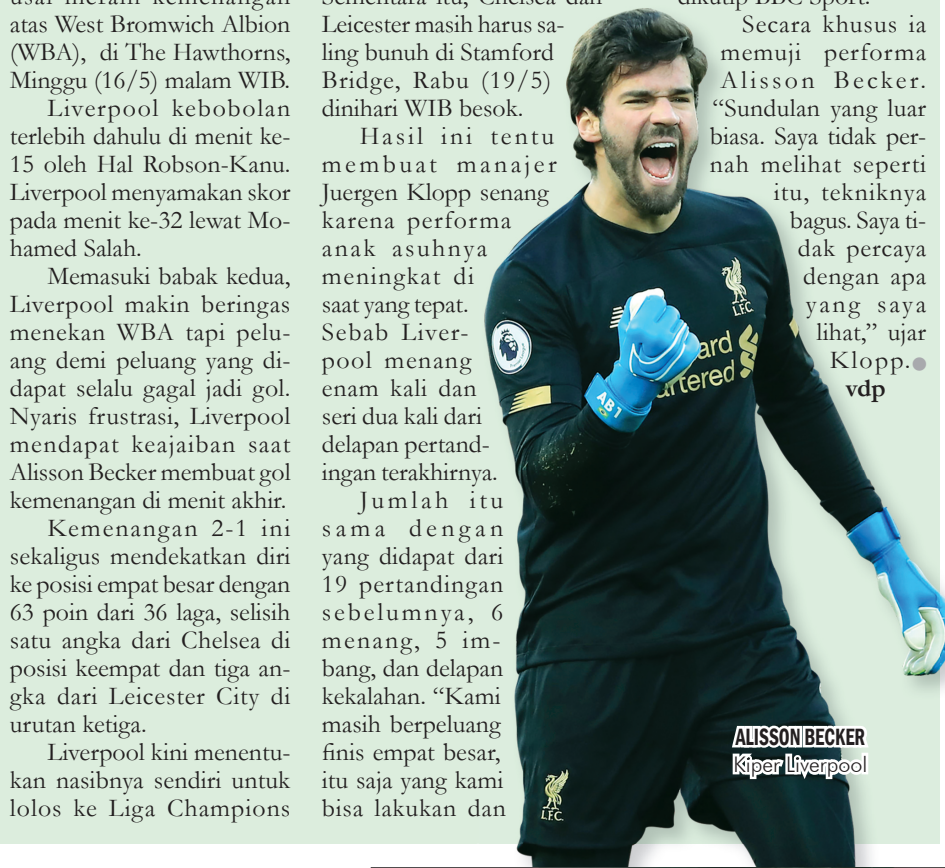 atas West Bromwich Albion
(WBA), di The Hawthorns,
Minggu (16/5) malam WIB.
Liverpool kebobolan
terlebih dahulu di menit ke-
15 oleh Hal Robson-Kanu.
Liverpool menyamakan skor
pada menit ke-32 lewat Mo-
hamed Salah.
Memasuki babak kedua,
Liverpool makin beringas
menekan WBA tapi pelu-
ang demi peluang yang di-
dapat selalu gagal jadi gol.
Nyaris frustrasi, Liverpool
mendapat keajaiban saat
Alisson Becker membuat gol
kemenangan di menit akhir.
Kemenangan 2-1 ini
sekaligus mendekatkan diri
ke posisi empat besar dengan
63 poin dari 36 laga, selisih
satu angka dari Chelsea di
posisi keempat dan tiga an-
gka dari Leicester City di
urutan ketiga.
Liverpool kini menentu-
kan nasibnya sendiri untuk
lolos ke Liga Champions
Leicester masih harus sa-
ling bunuh di Stamford
Bridge, Rabu (19/5)
dinihari WIB besok.
Hasil ini tentu
membuat manajer
Juergen Klopp senang
karena performa
anak asuhnya
meningkat di
saat yang tepat.
Sebab Liver-
pool menang
enam kali dan
seri dua kali dari
delapan pertand-
ingan terakhirnya.
Jumlah itu
sama dengan
yang didapat dari
19 pertandingan
sebelumnya, 6
menang, 5 im-
bang, dan delapan
kekalahan. “Kami
masih berpeluang
finis empat besar,
itu saja yang kami
bisa lakukan dan
dikutip BBC Sport.
Secara khusus ia
memuji performa
Alisson Becker.
“Sundulan yang luar
biasa. Saya tidak per-
nah melihat seperti
itu, tekniknya
bagus. Saya ti-
dak percaya
dengan apa
yang saya
lihat,” ujar
Klopp.●
vdp
L.F.C.
ard
artered
AB1
L.F.C.
ALISSON BECKER
Kiper Liverpool